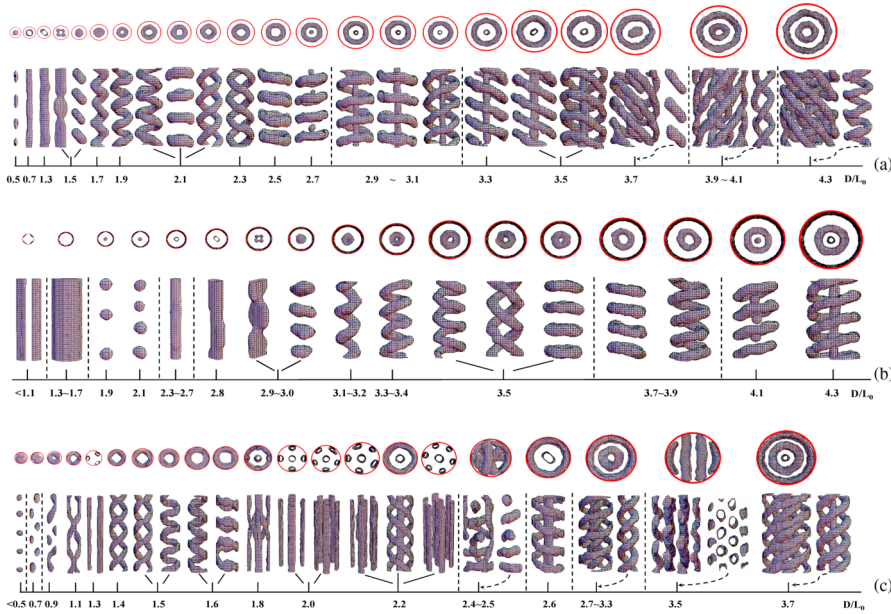 0.5 0.7 1.3 1.5 1.7 1.9 2.1 2.3 2.5 2.7 2.9 ~ 3.1 3.3 3.5 3.7 3.9 ~ 4.1 4.3 D/L₀ (a)
<1.1 1.3~1.7 1.9 2.1 2.3~2.7 2.8 2.9~3.0 3.1~3.2 3.3~3.4 3.5 3.7~3.9 4.1 4.3 D/L₀ (b)
<0.5 0.7 0.9 1.1 1.3 1.4 1.5 1.6 1.8 2.0 2.2 2.4~2.5 2.6 2.7~3.3 3.5 3.7 D/L₀ (c)